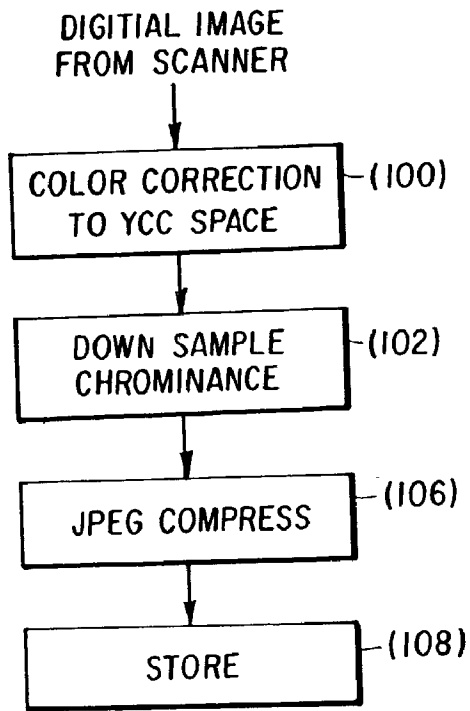 DIGITIAL IMAGE
FROM SCANNER
COLOR CORRECTION
TO YCC SPACE
(100)
DOWN SAMPLE
CHROMINANCE
(102)
JPEG COMPRESS
(106)
STORE
(108)